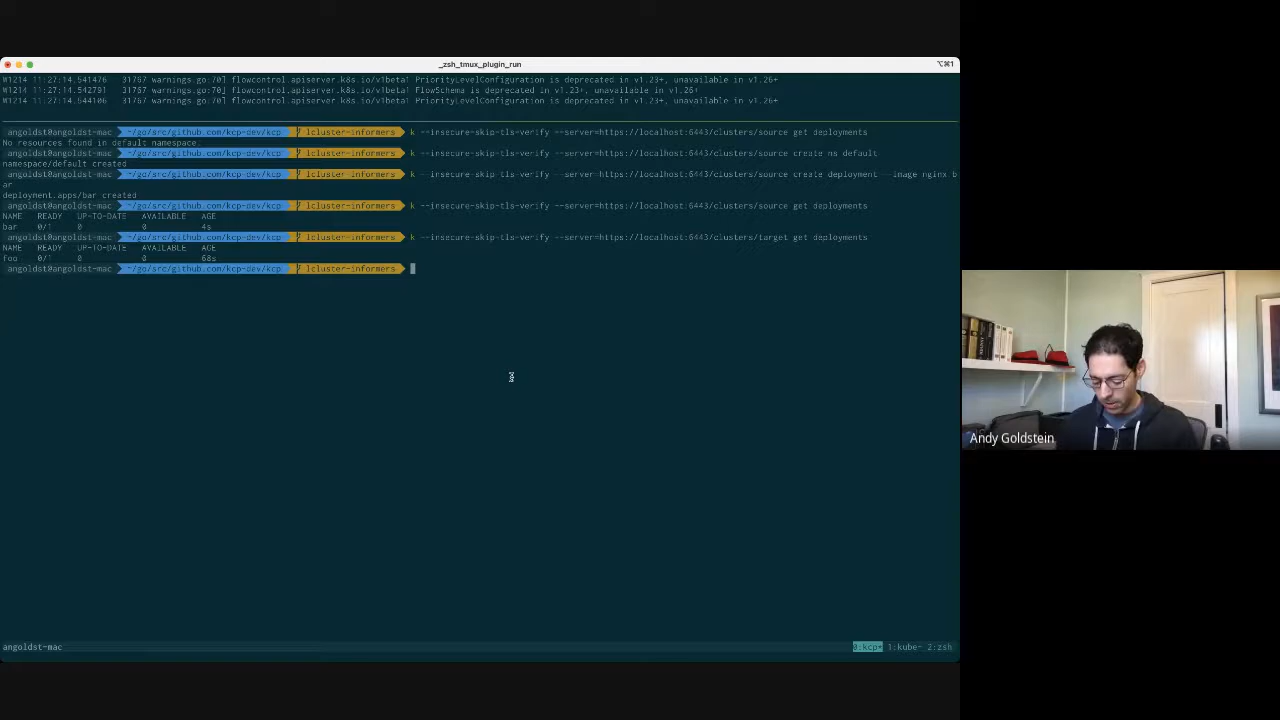 _zsh_tmux_plugin_run
⌥⌘1
W1214 11:27:14.541476 31767 warnings.go:70] flowcontrol.apiserver.k8s.io/v1beta1 PriorityLevelConfiguration is deprecated in v1.23+, unavailable in v1.26+
W1214 11:27:14.542791 31767 warnings.go:70] flowcontrol.apiserver.k8s.io/v1beta1 FlowSchema is deprecated in v1.23+, unavailable in v1.26+
W1214 11:27:14.544106 31767 warnings.go:70] flowcontrol.apiserver.k8s.io/v1beta1 PriorityLevelConfiguration is deprecated in v1.23+, unavailable in v1.26+
angoldst@angoldst-mac ~/go/src/github.com/kcp-dev/kcp lcluster-informers k --insecure-skip-tls-verify --server=https://localhost:6443/clusters/source get deployments
No resources found in default namespace.
angoldst@angoldst-mac ~/go/src/github.com/kcp-dev/kcp lcluster-informers k --insecure-skip-tls-verify --server=https://localhost:6443/clusters/source create ns default
namespace/default created
angoldst@angoldst-mac ~/go/src/github.com/kcp-dev/kcp lcluster-informers k --insecure-skip-tls-verify --server=https://localhost:6443/clusters/source create deployment --image nginx b
ar
deployment.apps/bar created
angoldst@angoldst-mac ~/go/src/github.com/kcp-dev/kcp lcluster-informers k --insecure-skip-tls-verify --server=https://localhost:6443/clusters/source get deployments
NAME READY UP-TO-DATE AVAILABLE AGE
bar 0/1 0 0 4s
angoldst@angoldst-mac ~/go/src/github.com/kcp-dev/kcp lcluster-informers k --insecure-skip-tls-verify --server=https://localhost:6443/clusters/target get deployments
NAME READY UP-TO-DATE AVAILABLE AGE
foo 0/1 0 0 68s
angoldst@angoldst-mac ~/go/src/github.com/kcp-dev/kcp lcluster-informers
Andy Goldstein
angoldst-mac
0:kcp* 1:kube- 2:zsh